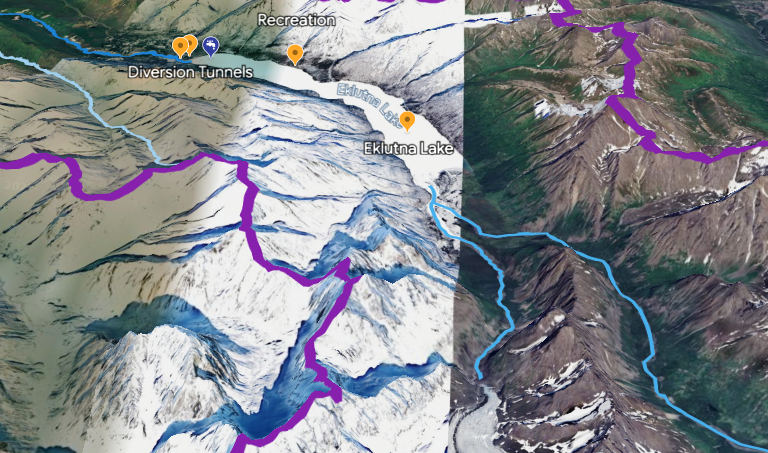 Recreation
Diversion Tunnels
Eklutna Lake
Eklutna Lake